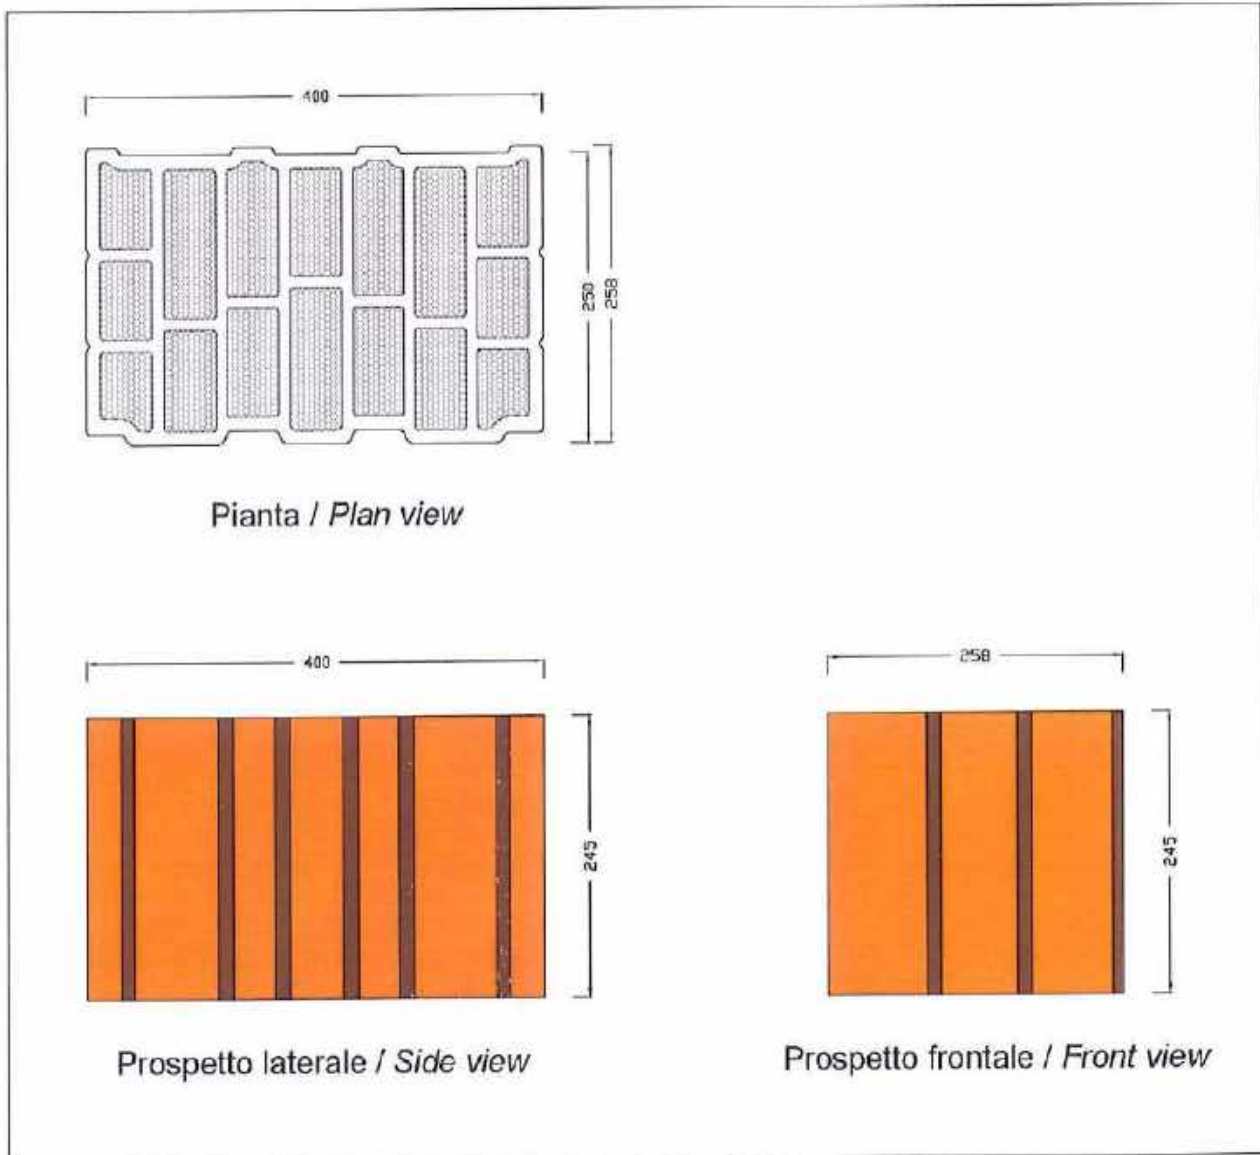 400
250
258
Pianta / Plan view
400
258
245
245
Prospetto laterale / Side view
Prospetto frontale / Front view